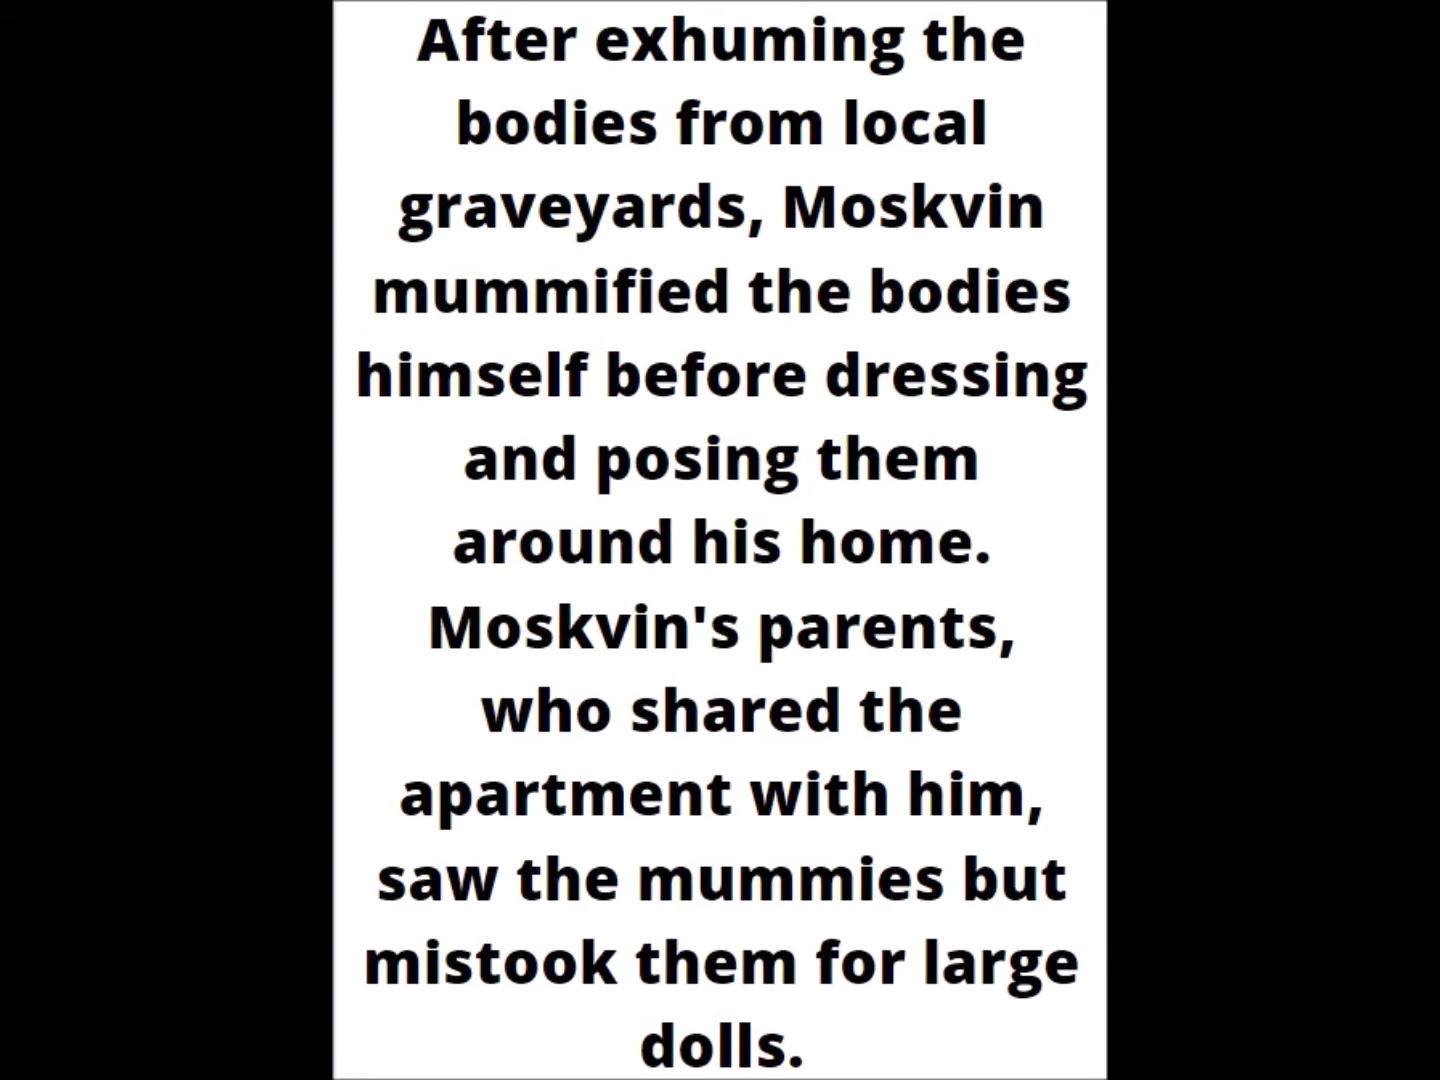 After exhuming the
bodies from local
graveyards, Moskvin
mummified the bodies
himself before dressing
and posing them
around his home.
Moskvin's parents,
who shared the
apartment with him,
saw the mummies but
mistook them for large
dolls.